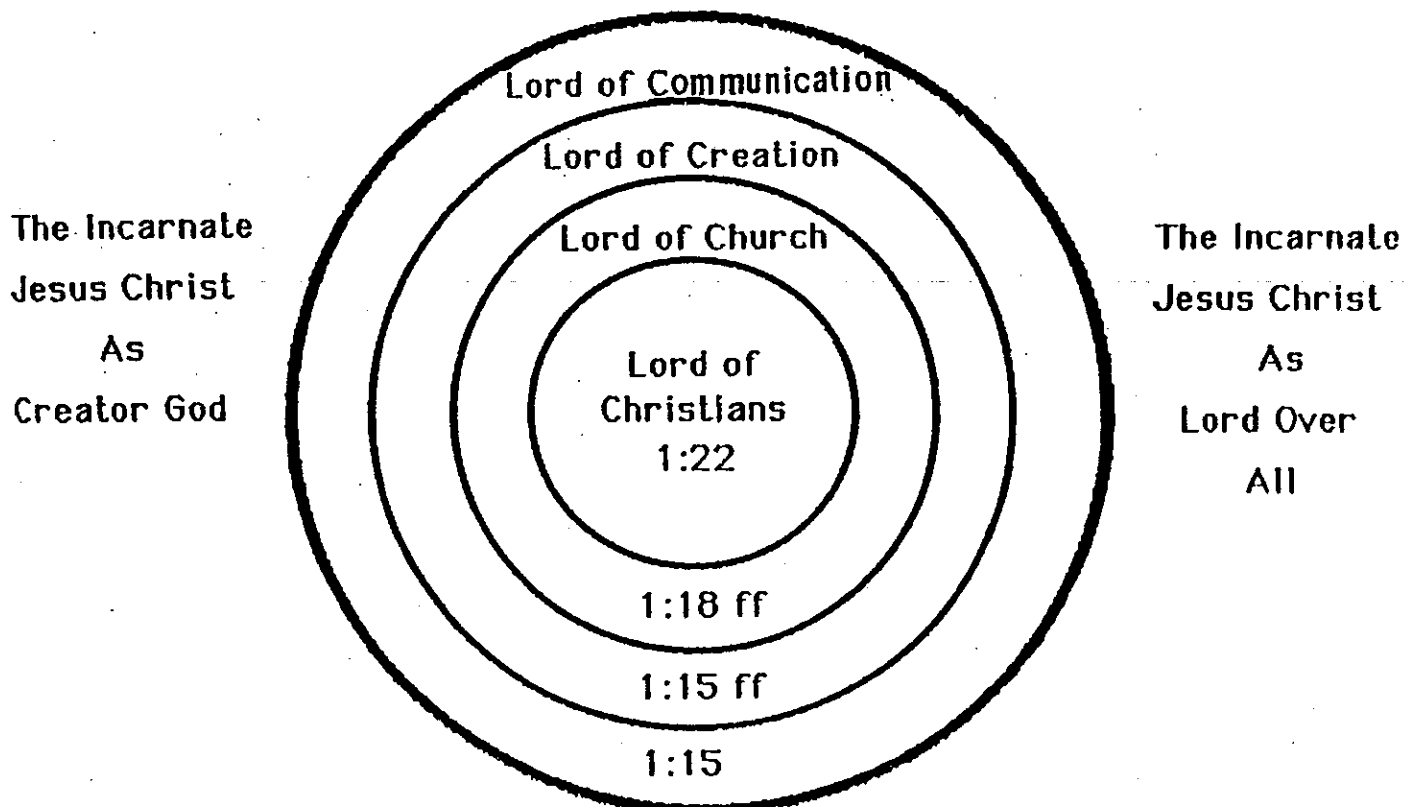 Lord of Communication
Lord of Creation
Lord of Church
Lord of
Christians
1:22
1:18 ff
1:15 ff
1:15
The Incarnate
Jesus Christ
As
Creator God
The Incarnate
Jesus Christ
As
Lord Over
All